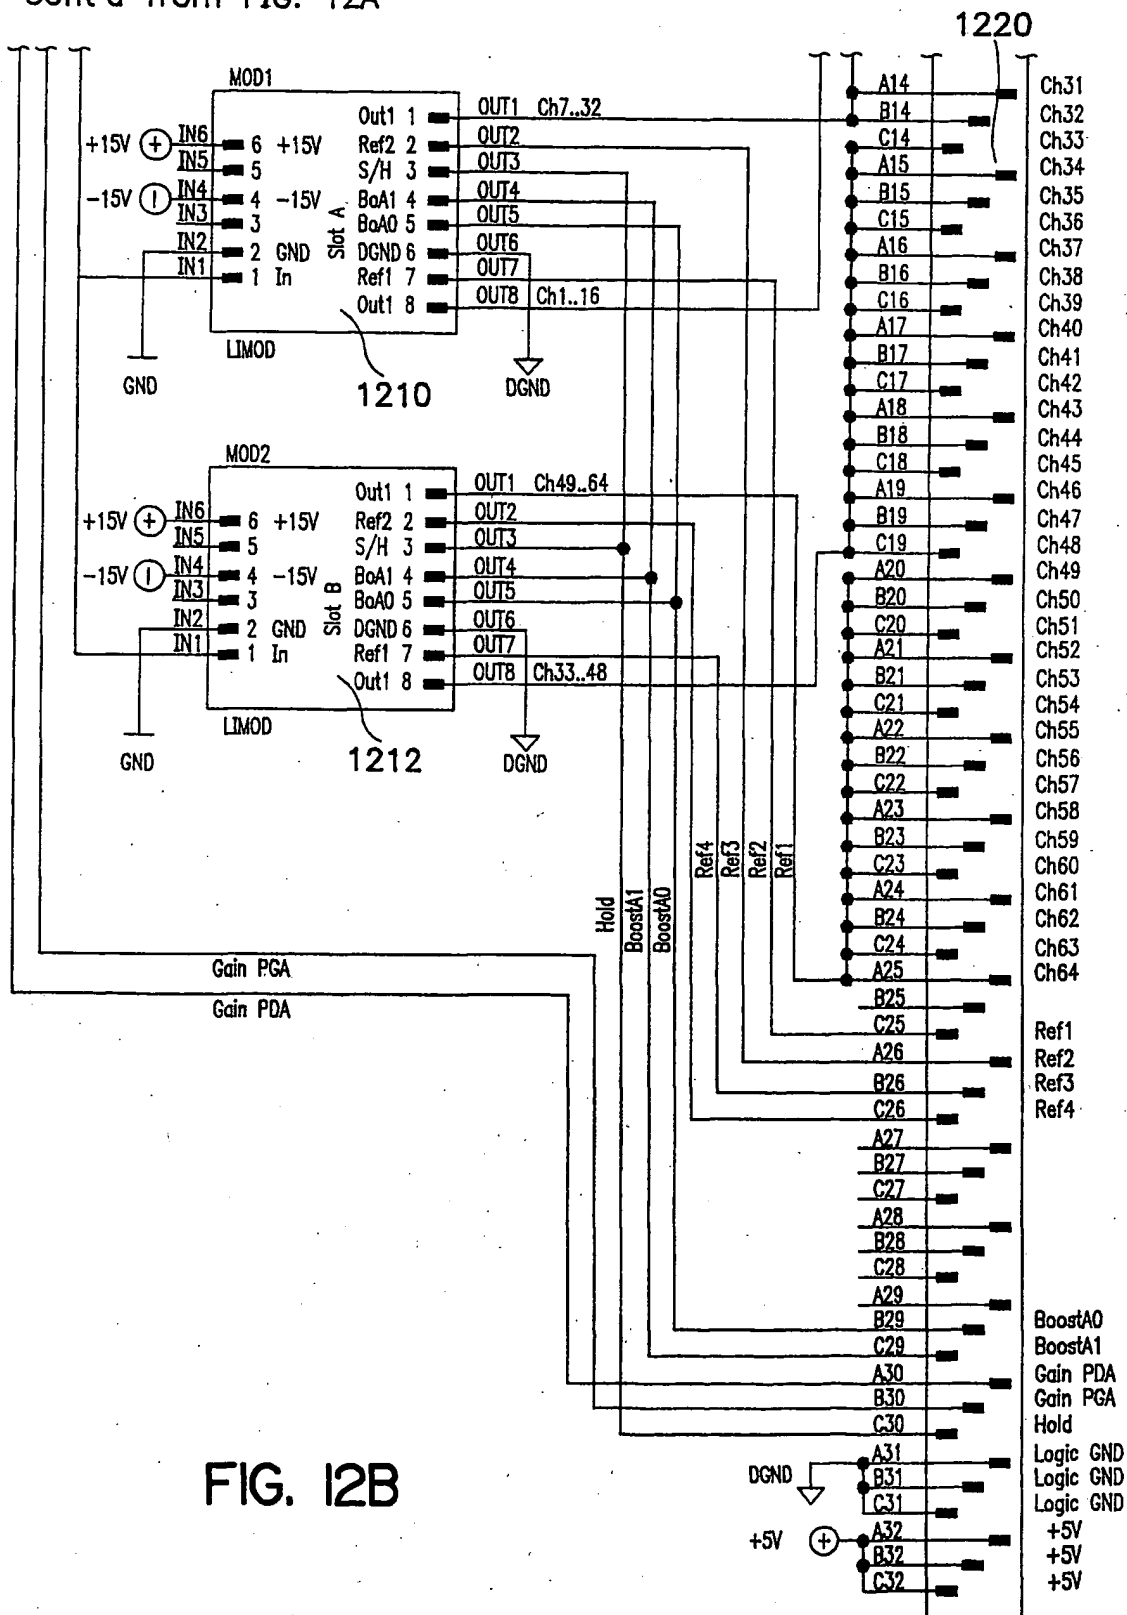 Cont'd from FIG. 12A
1220
MOD1
+15V
IN6
IN5
-15V
IN4
IN3
IN2
IN1
6 +15V
5
4 -15V
3
2 GND
1 In
Slot A
Out1 1
Ref2 2
S/H 3
BoA1 4
BoA0 5
DGND 6
Ref1 7
Out1 8
OUT1 Ch7..32
OUT2
OUT3
OUT4
OUT5
OUT6
OUT7
OUT8 Ch1..16
LIMOD
GND
1210
DGND
MOD2
+15V
IN6
IN5
-15V
IN4
IN3
IN2
IN1
6 +15V
5
4 -15V
3
2 GND
1 In
Slot B
Out1 1
Ref2 2
S/H 3
BoA1 4
BoA0 5
DGND 6
Ref1 7
Out1 8
OUT1 Ch49..64
OUT2
OUT3
OUT4
OUT5
OUT6
OUT7
OUT8 Ch33..48
LIMOD
GND
1212
DGND
Hold
BoostA1
BoostA0
Ref4
Ref3
Ref2
Ref1
Gain PGA
Gain PDA
A14 Ch31
B14 Ch32
C14 Ch33
A15 Ch34
B15 Ch35
C15 Ch36
A16 Ch37
B16 Ch38
C16 Ch39
A17 Ch40
B17 Ch41
C17 Ch42
A18 Ch43
B18 Ch44
C18 Ch45
A19 Ch46
B19 Ch47
C19 Ch48
A20 Ch49
B20 Ch50
C20 Ch51
A21 Ch52
B21 Ch53
C21 Ch54
A22 Ch55
B22 Ch56
C22 Ch57
A23 Ch58
B23 Ch59
C23 Ch60
A24 Ch61
B24 Ch62
C24 Ch63
A25 Ch64
B25
C25 Ref1
A26 Ref2
B26 Ref3
C26 Ref4
A27
B27
C27
A28
B28
C28
A29
B29 BoostA0
C29 BoostA1
A30 Gain PDA
B30 Gain PGA
C30 Hold
DGND
A31 Logic GND
B31 Logic GND
C31 Logic GND
+5V
A32 +5V
B32 +5V
C32 +5V
FIG. 12B